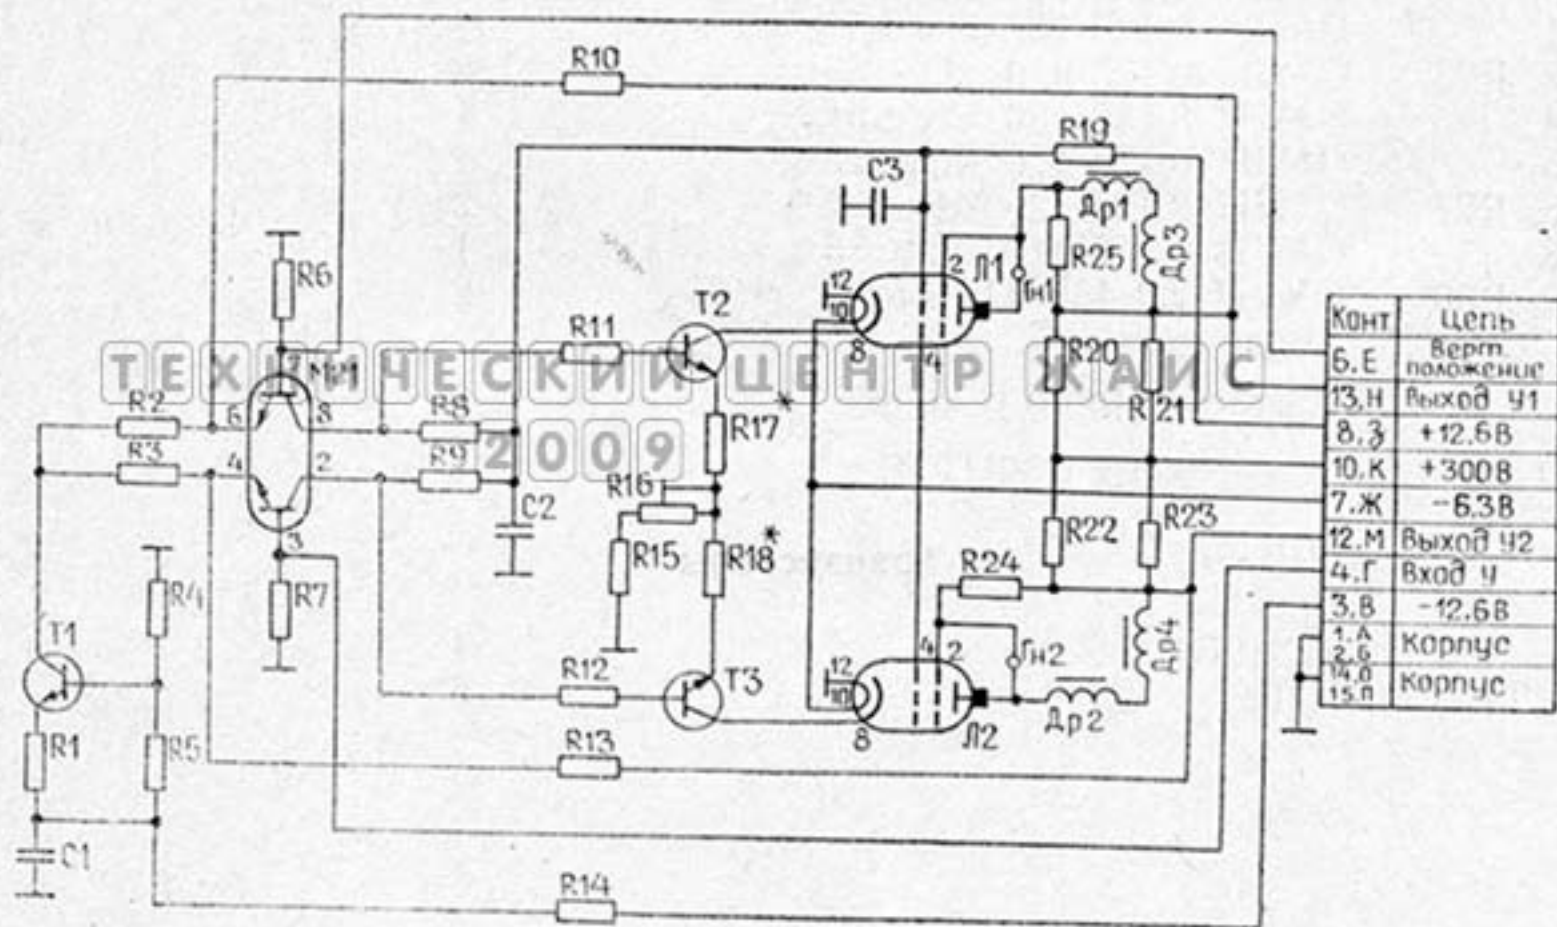 R10
R19
C3
Др1
Др3
R6
2
Л1
Гн1
R25
12
10
T2
R11
8
4
R20
R21
ТЕХНИЧЕСКИЙ ЦЕНТР ЖАИС
2009
7
R2
6
8
R8
R17*
R3
4
2
R9
R16
C2
3
R15
R18*
R22
R23
R24
R4
R7
T1
R12
T3
12
10
4
2
Гн2
Др4
8
Л2
Др2
R1
R5
R13
C1
R14
Конт Цепь
6.Е Верт. положение
13.Н Выход У1
8.З +12.6В
10.К +300В
7.Ж -6.3В
12.М Выход У2
4.Г Вход У
3.В -12.6В
1.А
2.Б Корпус
15.П Корпус